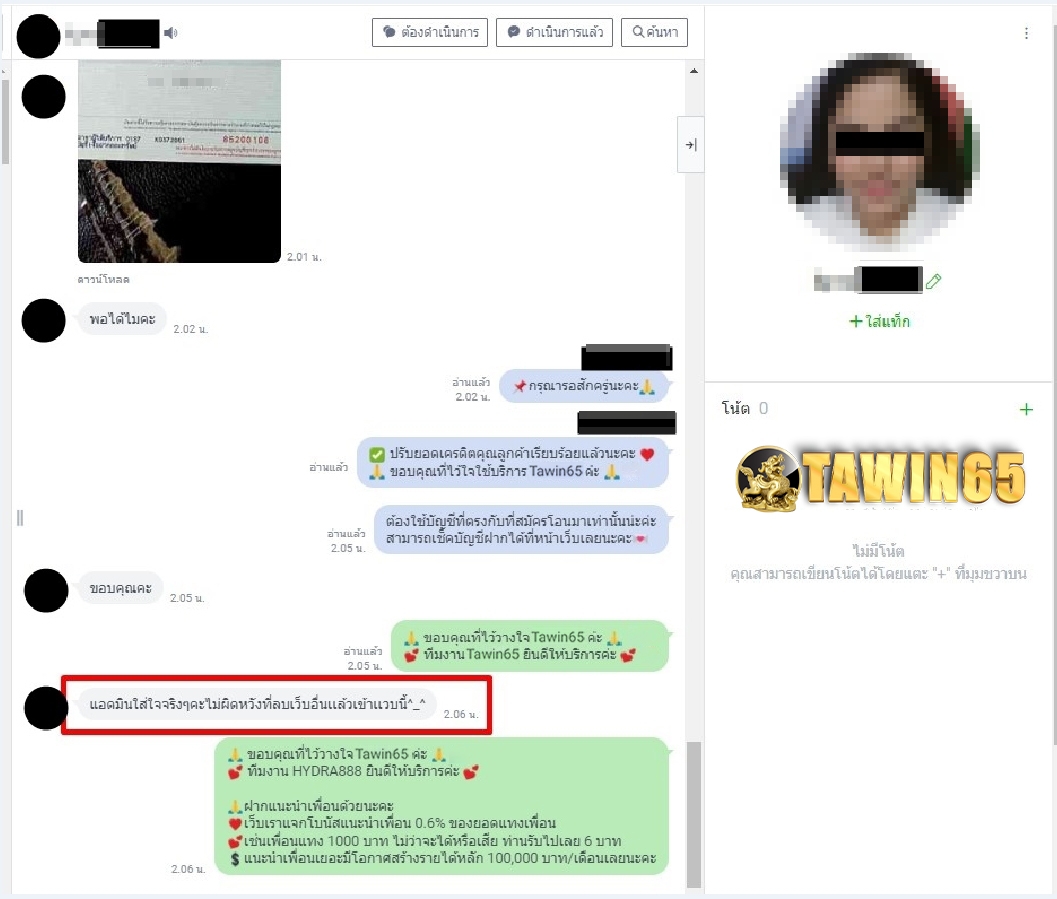 ต้องดำเนินการ
ดำเนินการแล้ว
ค้นหา
0187 K0372661 85200108
2.01 น.
ดาวน์โหลด
พอได้ไมคะ
2.02 น.
อ่านแล้ว
2.02 น.
📌กรุณารอสักครู่นะคะ🙏
อ่านแล้ว
✅ ปรับยอดเครดิตคุณลูกค้าเรียบร้อยแล้วนะคะ ❤️
🙏 ขอบคุณที่ไว้ใจใช้บริการ Tawin65 ค่ะ 🙏
อ่านแล้ว
2.05 น.
ต้องใช้บัญชีที่ตรงกับที่สมัครโอนมาเท่านั้นน่ะค่ะ
สามารถเช็คบัญชีฝากได้ที่หน้าเว็บเลยนะคะ💌
ขอบคุณคะ
2.05 น.
อ่านแล้ว
2.05 น.
🙏 ขอบคุณที่ไว้วางใจ Tawin65 ค่ะ 🙏
💕 ทีมงาน Tawin65 ยินดีให้บริการค่ะ 💕
แอดมินใส่ใจจริงๆคะไม่ผิดหวังที่ลบเว็บอื่นแล้วเข้าแวบนี้^_^
2.06 น.
🙏 ขอบคุณที่ไว้วางใจ Tawin65 ค่ะ 🙏
💕 ทีมงาน HYDRA888 ยินดีให้บริการค่ะ 💕
🙏ฝากแนะนำเพื่อนด้วยนะคะ
❤️เว็บเราแจกโบนัสแนะนำเพื่อน 0.6% ของยอดแทงเพื่อน
💕เช่นเพื่อนแทง 1000 บาท ไม่ว่าจะได้หรือเสีย ท่านรับไปเลย 6 บาท
💲แนะนำเพื่อนเยอะมีโอกาสสร้างรายได้หลัก 100,000 บาท/เดือนเลยนะคะ
2.06 น.
+ ใส่แท็ก
โน้ต 0 +
TAWIN65
ไม่มีโน้ต
คุณสามารถเขียนโน้ตได้โดยแตะ "+" ที่มุมขวาบน